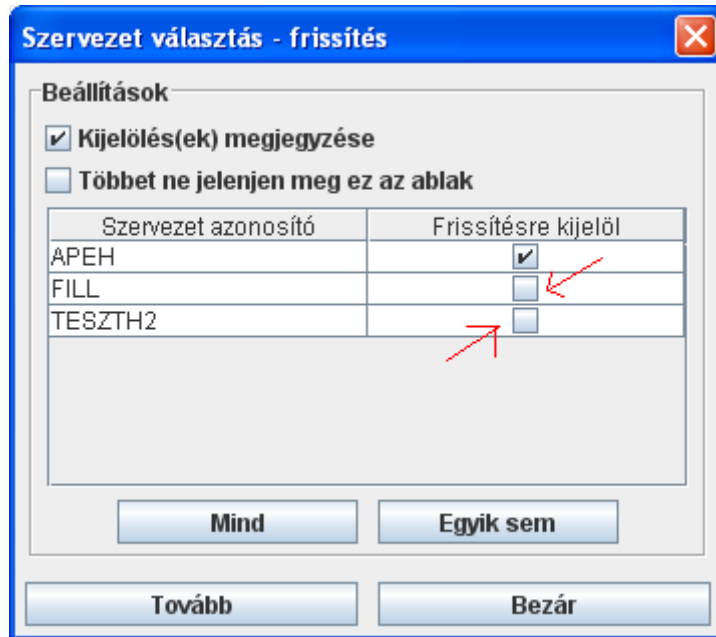 Szervezet választás - frissítés
Beállítások
Kijelölés(ek) megjegyzése
Többet ne jelenjen meg ez az ablak
Szervezet azonosító Frissítésre kijelöl
APEH
FILL
TESZTH2
Mind Egyik sem
Tovább Bezár